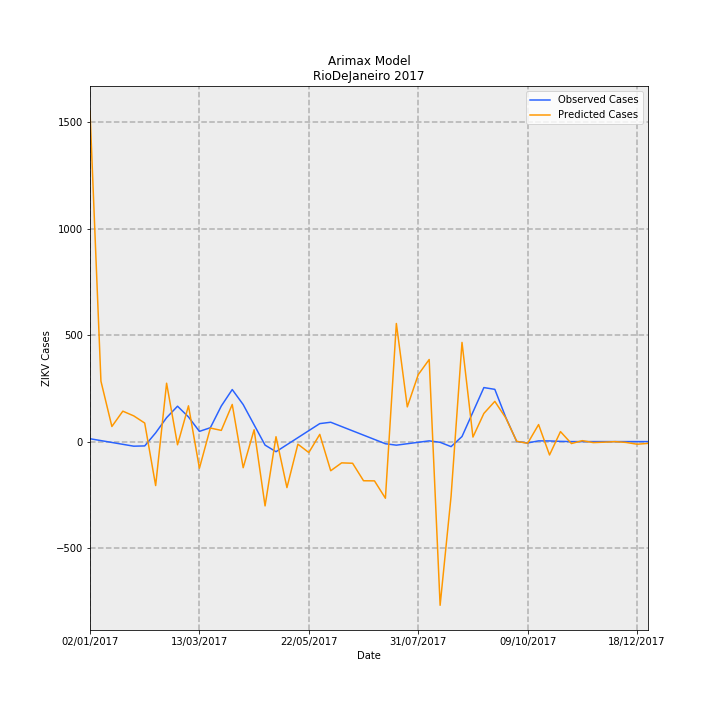 Arimax Model
RioDeJaneiro 2017
Observed Cases
Predicted Cases
1500
1000
500
0
−500
ZIKV Cases
02/01/2017 13/03/2017 22/05/2017 31/07/2017 09/10/2017 18/12/2017
Date